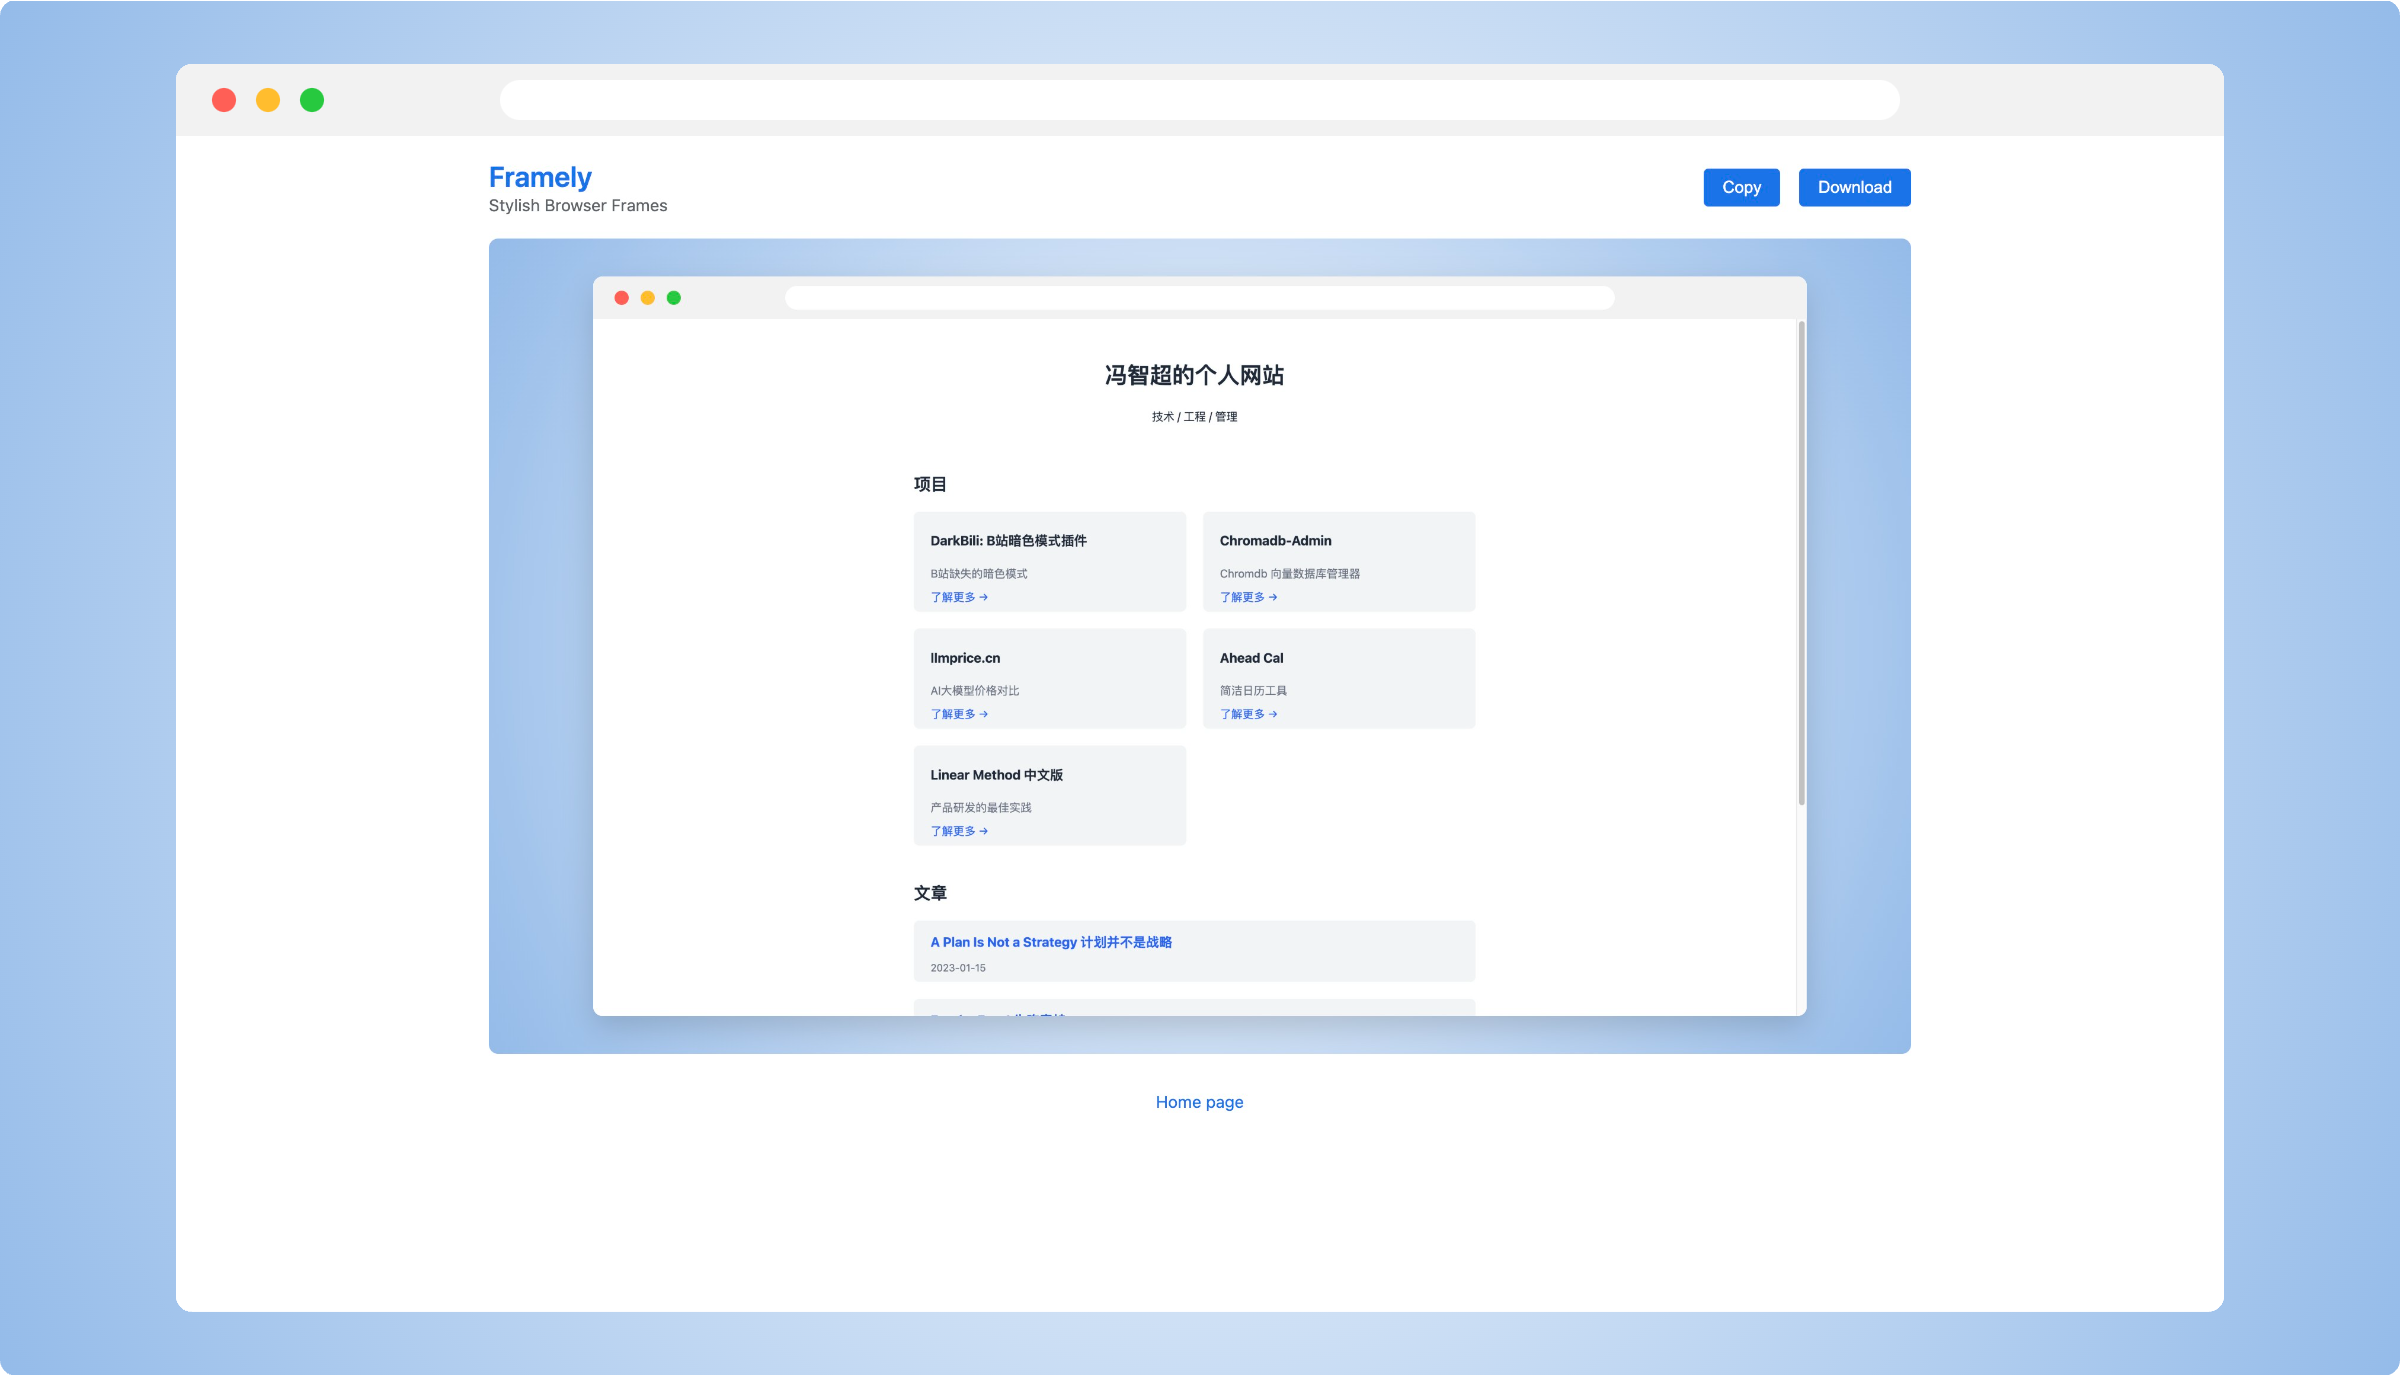 Framely
Stylish Browser Frames
Copy
Download
冯智超的个人网站
技术 / 工程 / 管理
项目
DarkBili: B站暗色模式插件
B站缺失的暗色模式
了解更多 →
Chromadb-Admin
Chromdb 向量数据库管理器
了解更多 →
llmprice.cn
AI大模型价格对比
了解更多 →
Ahead Cal
简洁日历工具
了解更多 →
Linear Method 中文版
产品研发的最佳实践
了解更多 →
文章
A Plan Is Not a Strategy 计划并不是战略
2023-01-15
Home page